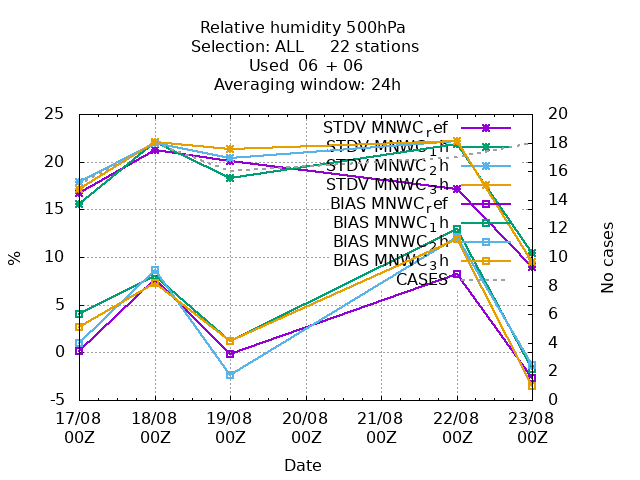 Relative humidity 500hPa
Selection: ALL 22 stations
Used 06 + 06
Averaging window: 24h
25
20
15
10
5
0
-5
20
18
16
14
12
10
8
6
4
2
0
%
No cases
STDV MNWC_ref
STDV MNWC_1h
STDV MNWC_2h
STDV MNWC_3h
BIAS MNWC_ref
BIAS MNWC_1h
BIAS MNWC_2h
BIAS MNWC_3h
CASES
17/08 18/08 19/08 20/08 21/08 22/08 23/08
00Z 00Z 00Z 00Z 00Z 00Z 00Z
Date